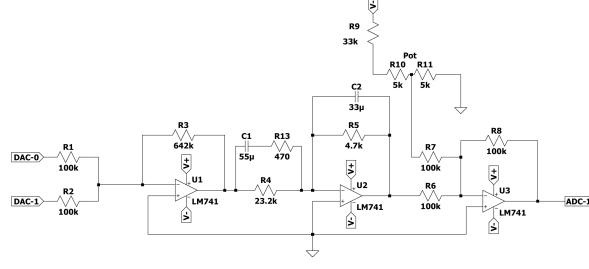 V-
R9
33k
Pot
R10
R11
5k
5k
C2
33µ
R3
642k
C1
R13
55µ
470
R5
4.7k
R8
100k
R7
100k
DAC-0
R1
100k
V+
U1
LM741
V-
R4
23.2k
V+
U2
LM741
V-
R6
100k
V+
U3
LM741
V-
ADC-1
DAC-1
R2
100k